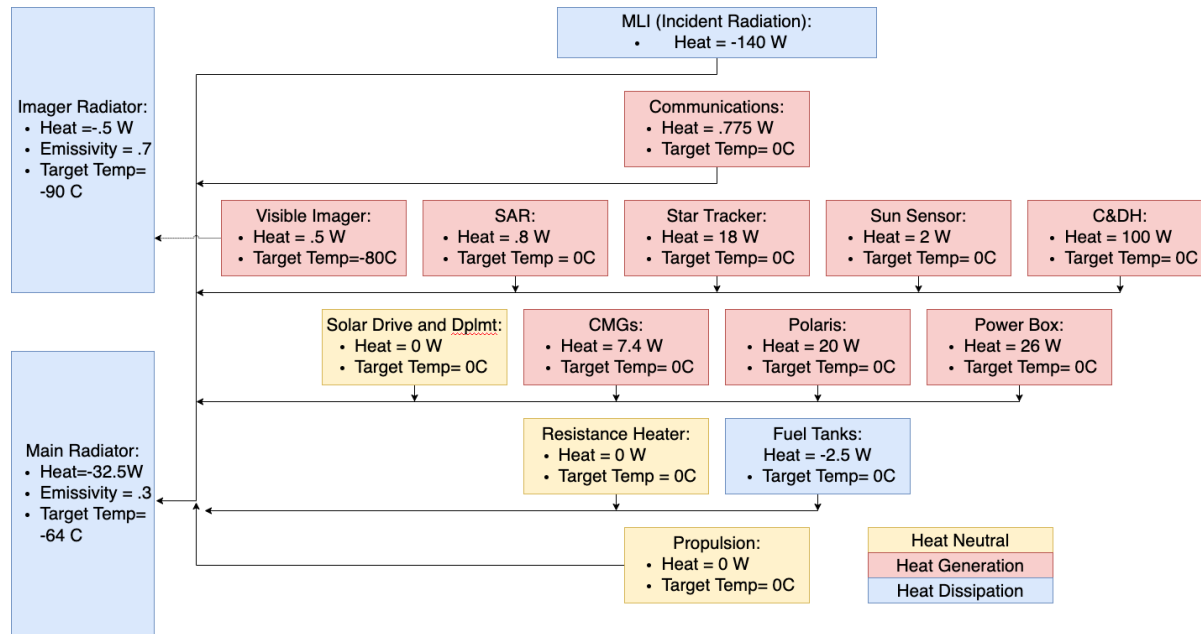 MLI (Incident Radiation):
• Heat = -140 W
Imager Radiator:
• Heat =-.5 W
• Emissivity = .7
• Target Temp=
-90 C
Communications:
• Heat = .775 W
• Target Temp= 0C
Visible Imager:
• Heat = .5 W
• Target Temp=-80C
SAR:
• Heat = .8 W
• Target Temp = 0C
Star Tracker:
• Heat = 18 W
• Target Temp= 0C
Sun Sensor:
• Heat = 2 W
• Target Temp= 0C
C&DH:
• Heat = 100 W
• Target Temp= 0C
Solar Drive and Dplmt:
• Heat = 0 W
• Target Temp= 0C
CMGs:
• Heat = 7.4 W
• Target Temp= 0C
Polaris:
• Heat = 20 W
• Target Temp= 0C
Power Box:
• Heat = 26 W
• Target Temp= 0C
Main Radiator:
• Heat=-32.5W
• Emissivity = .3
• Target Temp=
-64 C
Resistance Heater:
• Heat = 0 W
• Target Temp = 0C
Fuel Tanks:
Heat = -2.5 W
• Target Temp= 0C
Propulsion:
• Heat = 0 W
• Target Temp= 0C
Heat Neutral
Heat Generation
Heat Dissipation